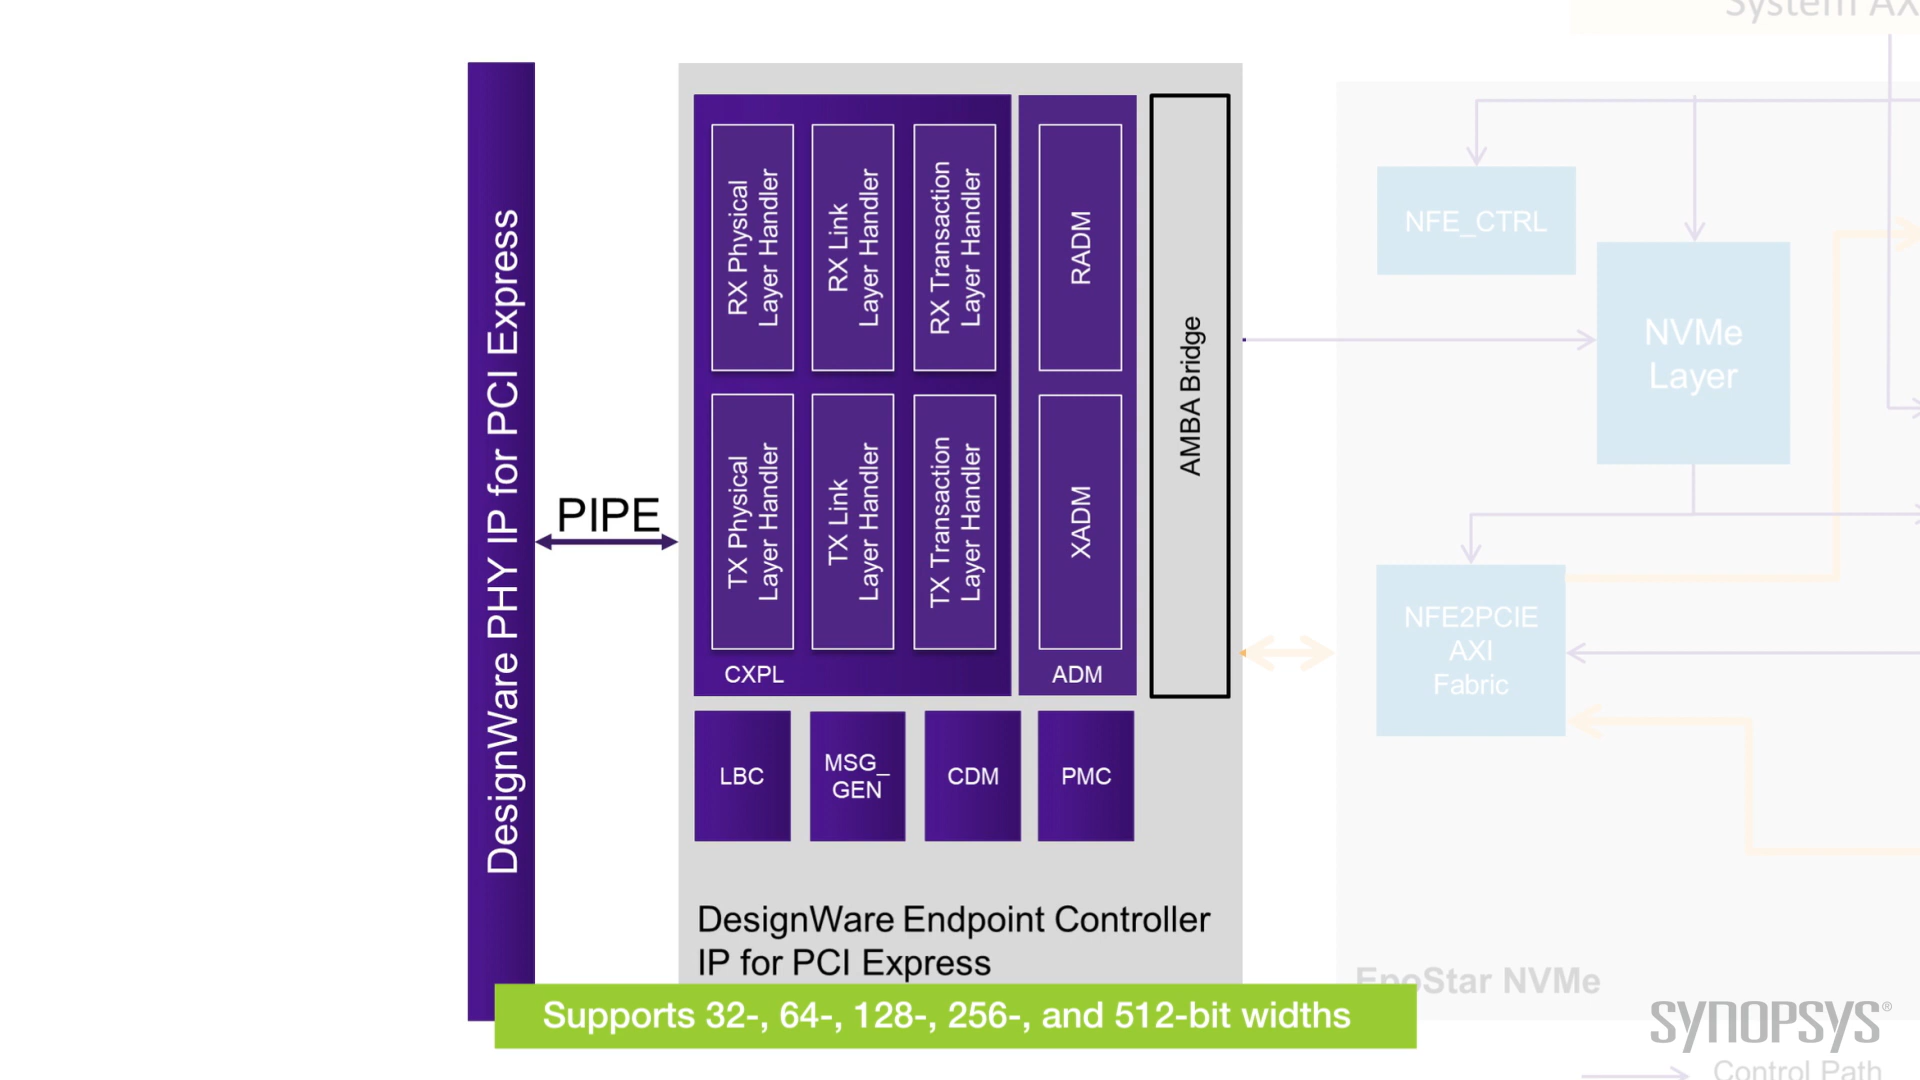 System AX
DesignWare PHY IP for PCI Express
PIPE
RX Physical
Layer Handler
RX Link
Layer Handler
RX Transaction
Layer Handler
RADM
TX Physical
Layer Handler
TX Link
Layer Handler
TX Transaction
Layer Handler
XADM
CXPL
ADM
AMBA Bridge
LBC
MSG_
GEN
CDM
PMC
DesignWare Endpoint Controller
IP for PCI Express
NFE_CTRL
NVMe
Layer
NFE2PCIE
AXI
Fabric
EpoStar NVMe
Supports 32-, 64-, 128-, 256-, and 512-bit widths
SYNOPSYS®
Control Path